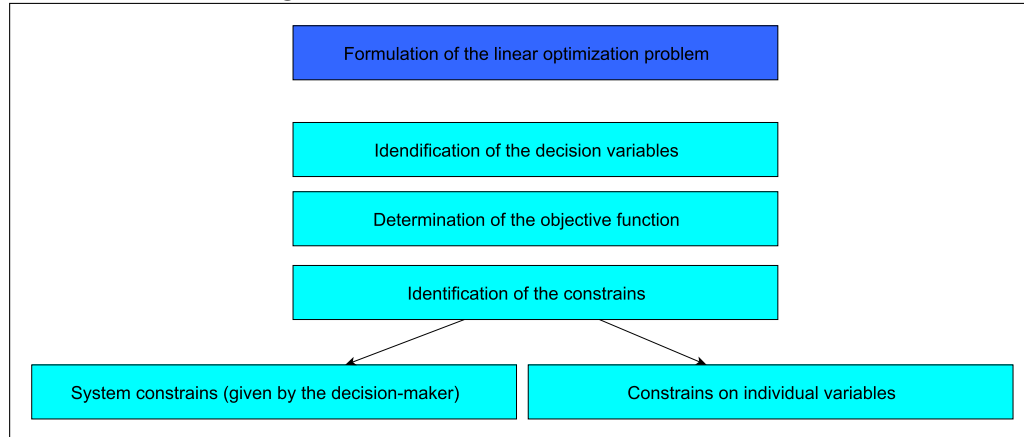 Formulation of the linear optimization problem
Idendification of the decision variables
Determination of the objective function
Identification of the constrains
System constrains (given by the decision-maker)
Constrains on individual variables